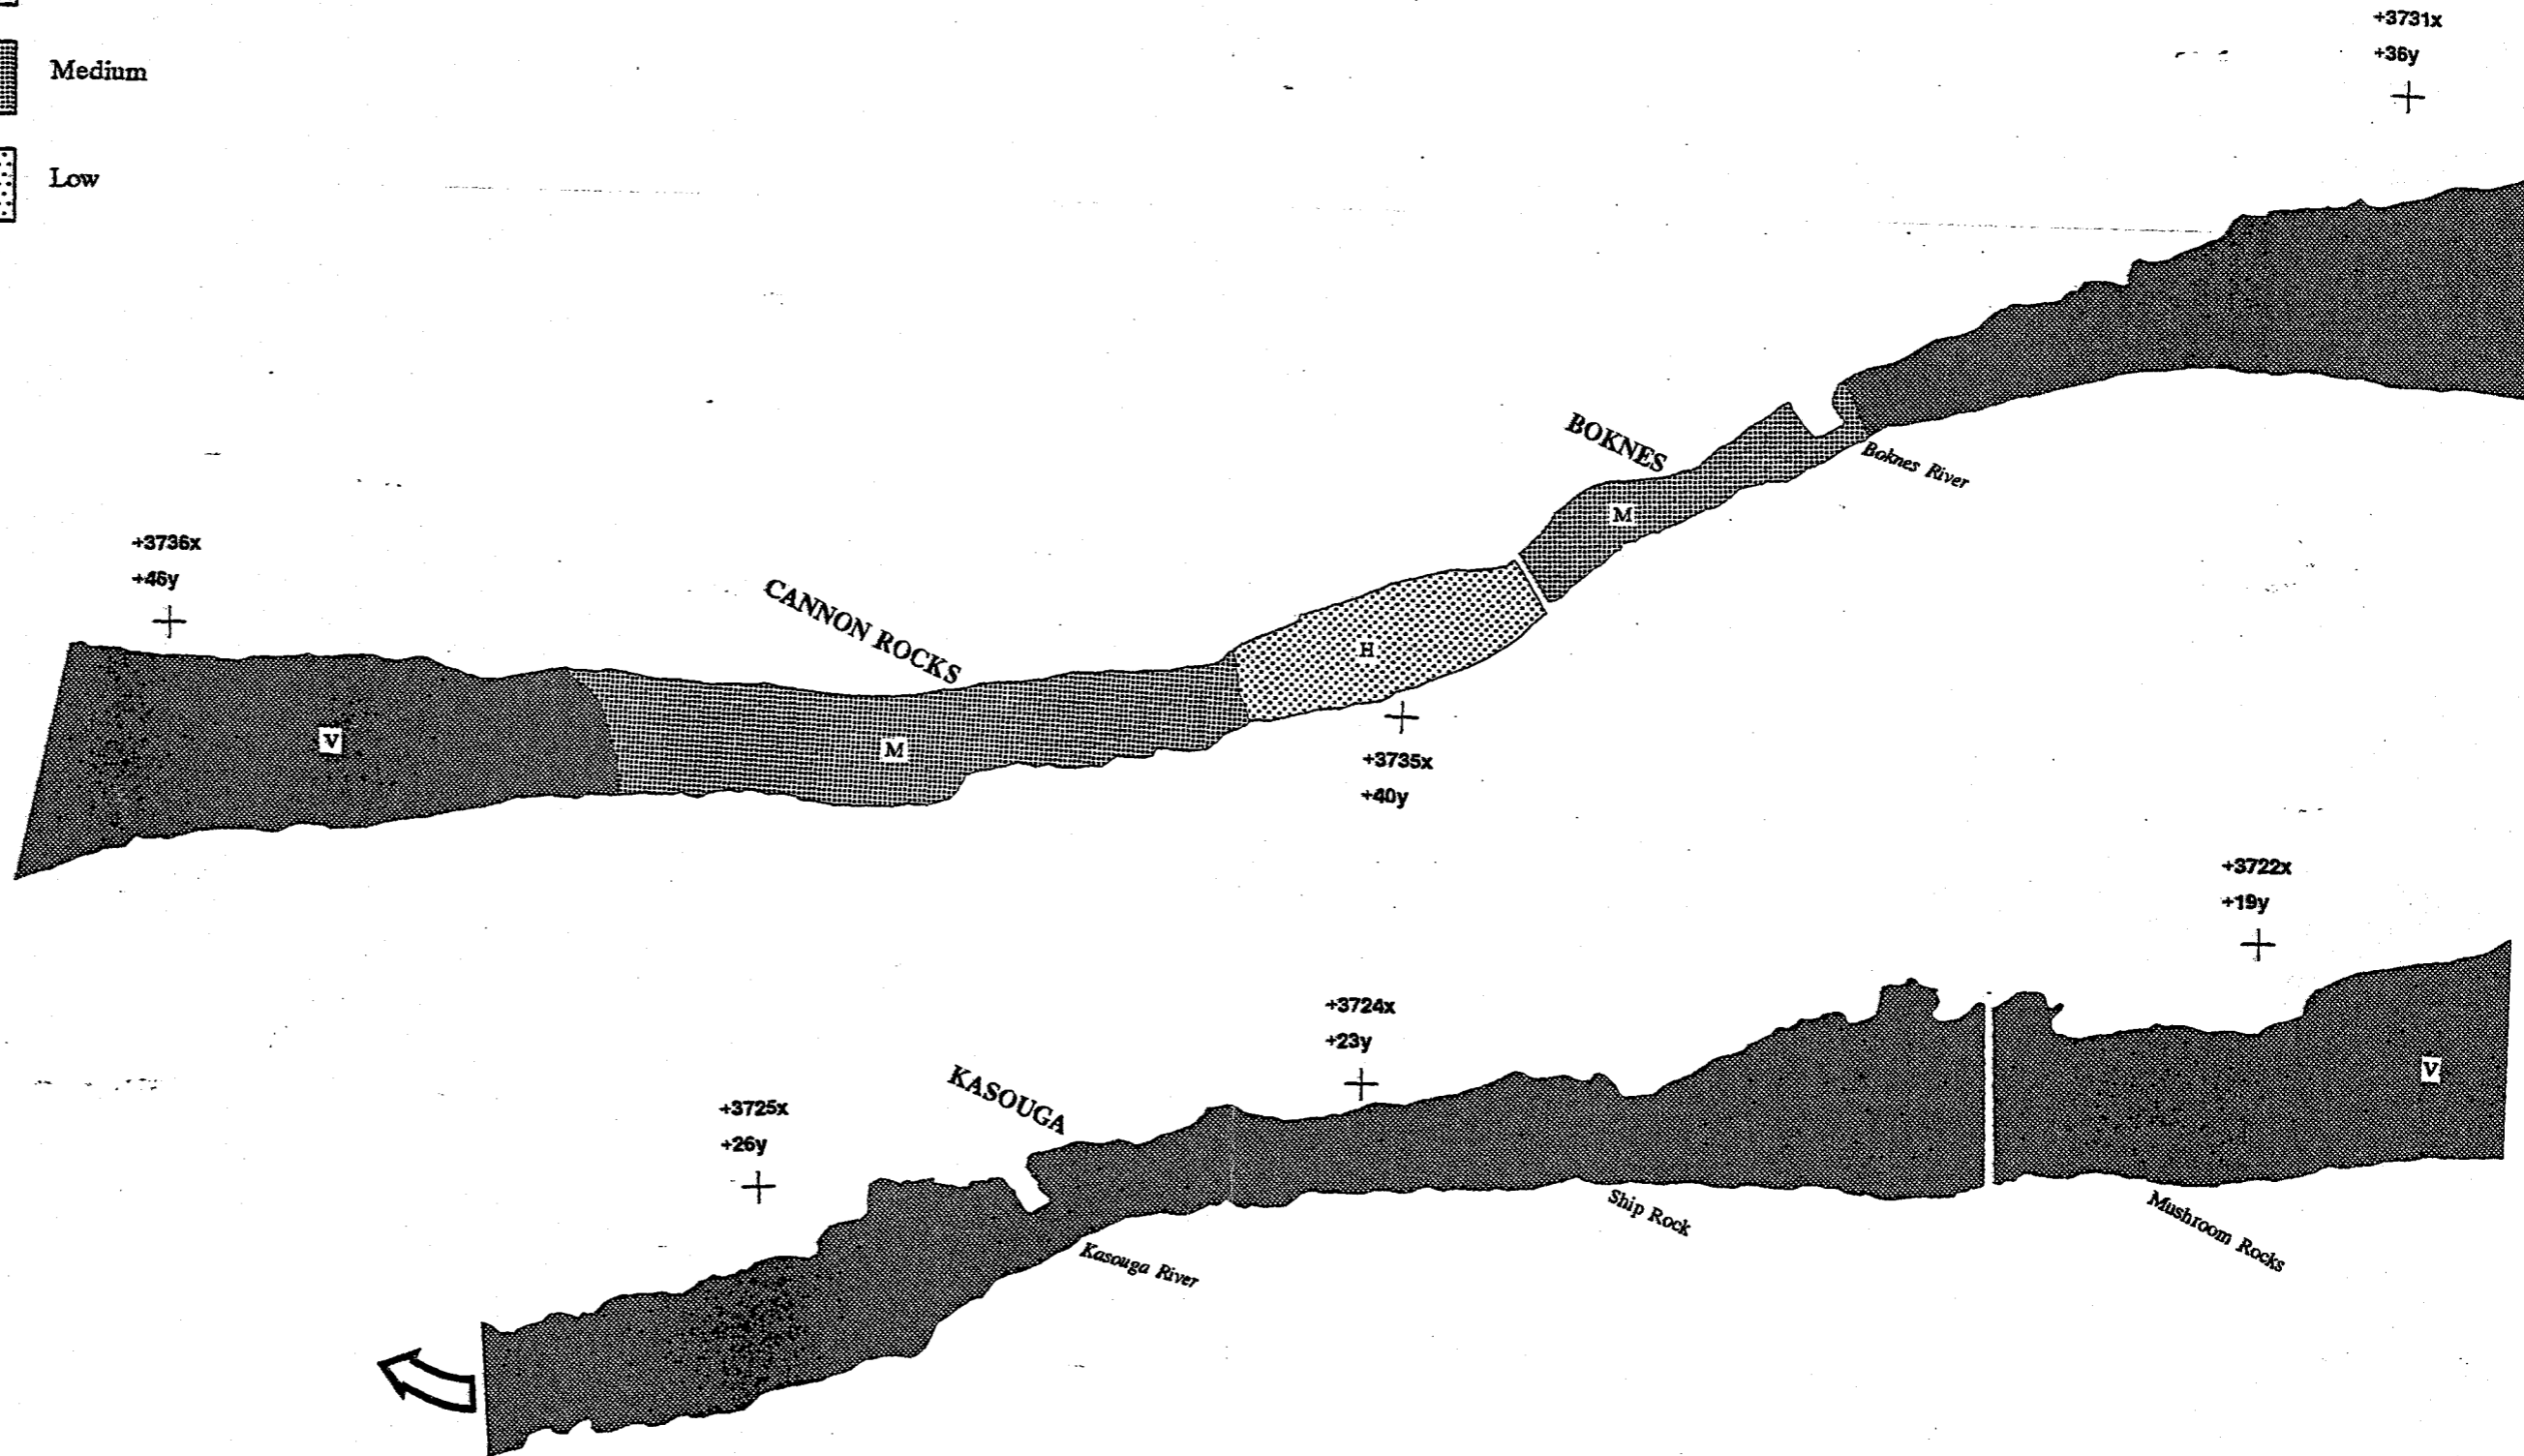 +3731x
+36y
Medium
Low
BOKNES
Boknes River
M
+3736x
+46y
CANNON ROCKS
H
V
M
+3735x
+40y
+3722x
+19y
+3724x
+23y
KASOUGA
V
+3725x
+26y
Ship Rock
Mushroom Rocks
Kasouga River